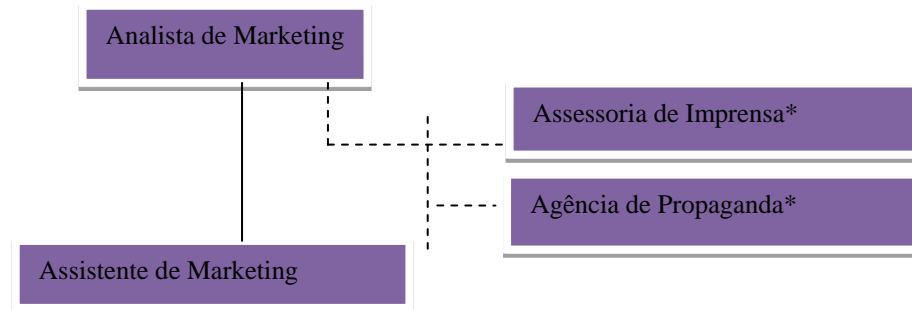 Analista de Marketing
Assessoria de Imprensa*
Agência de Propaganda*
Assistente de Marketing